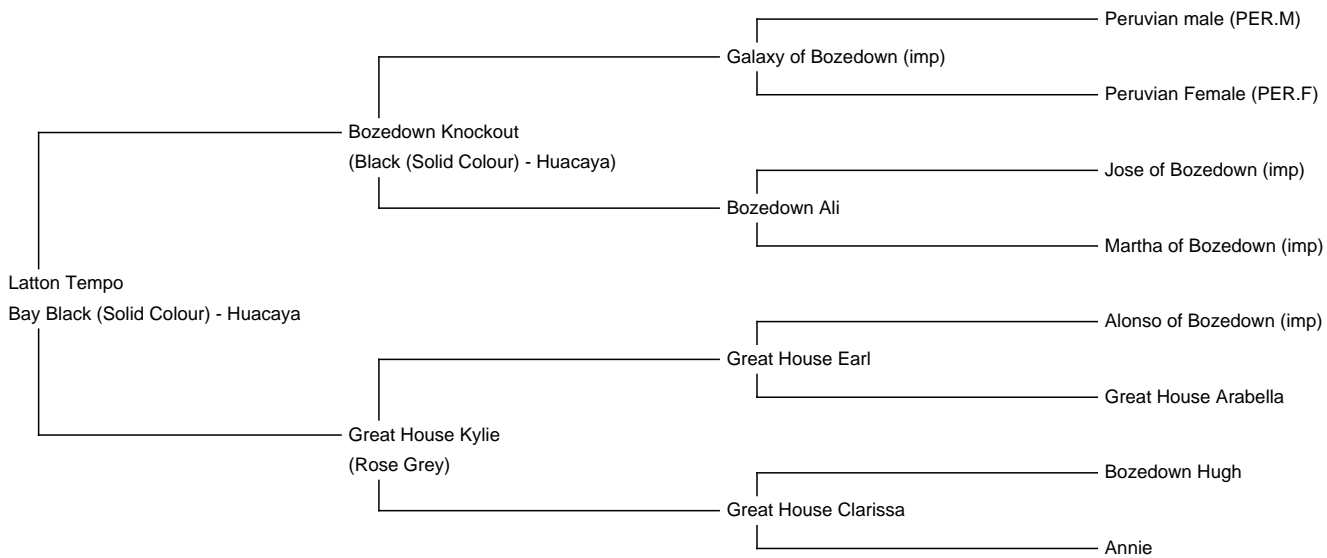 Peruvian male (PER.M)
Galaxy of Bozedown (imp)
Peruvian Female (PER.F)
Bozedown Knockout
(Black (Solid Colour) - Huacaya)
Jose of Bozedown (imp)
Bozedown Ali
Martha of Bozedown (imp)
Latton Tempo
Bay Black (Solid Colour) - Huacaya
Alonso of Bozedown (imp)
Great House Earl
Great House Arabella
Great House Kylie
(Rose Grey)
Bozedown Hugh
Great House Clarissa
Annie